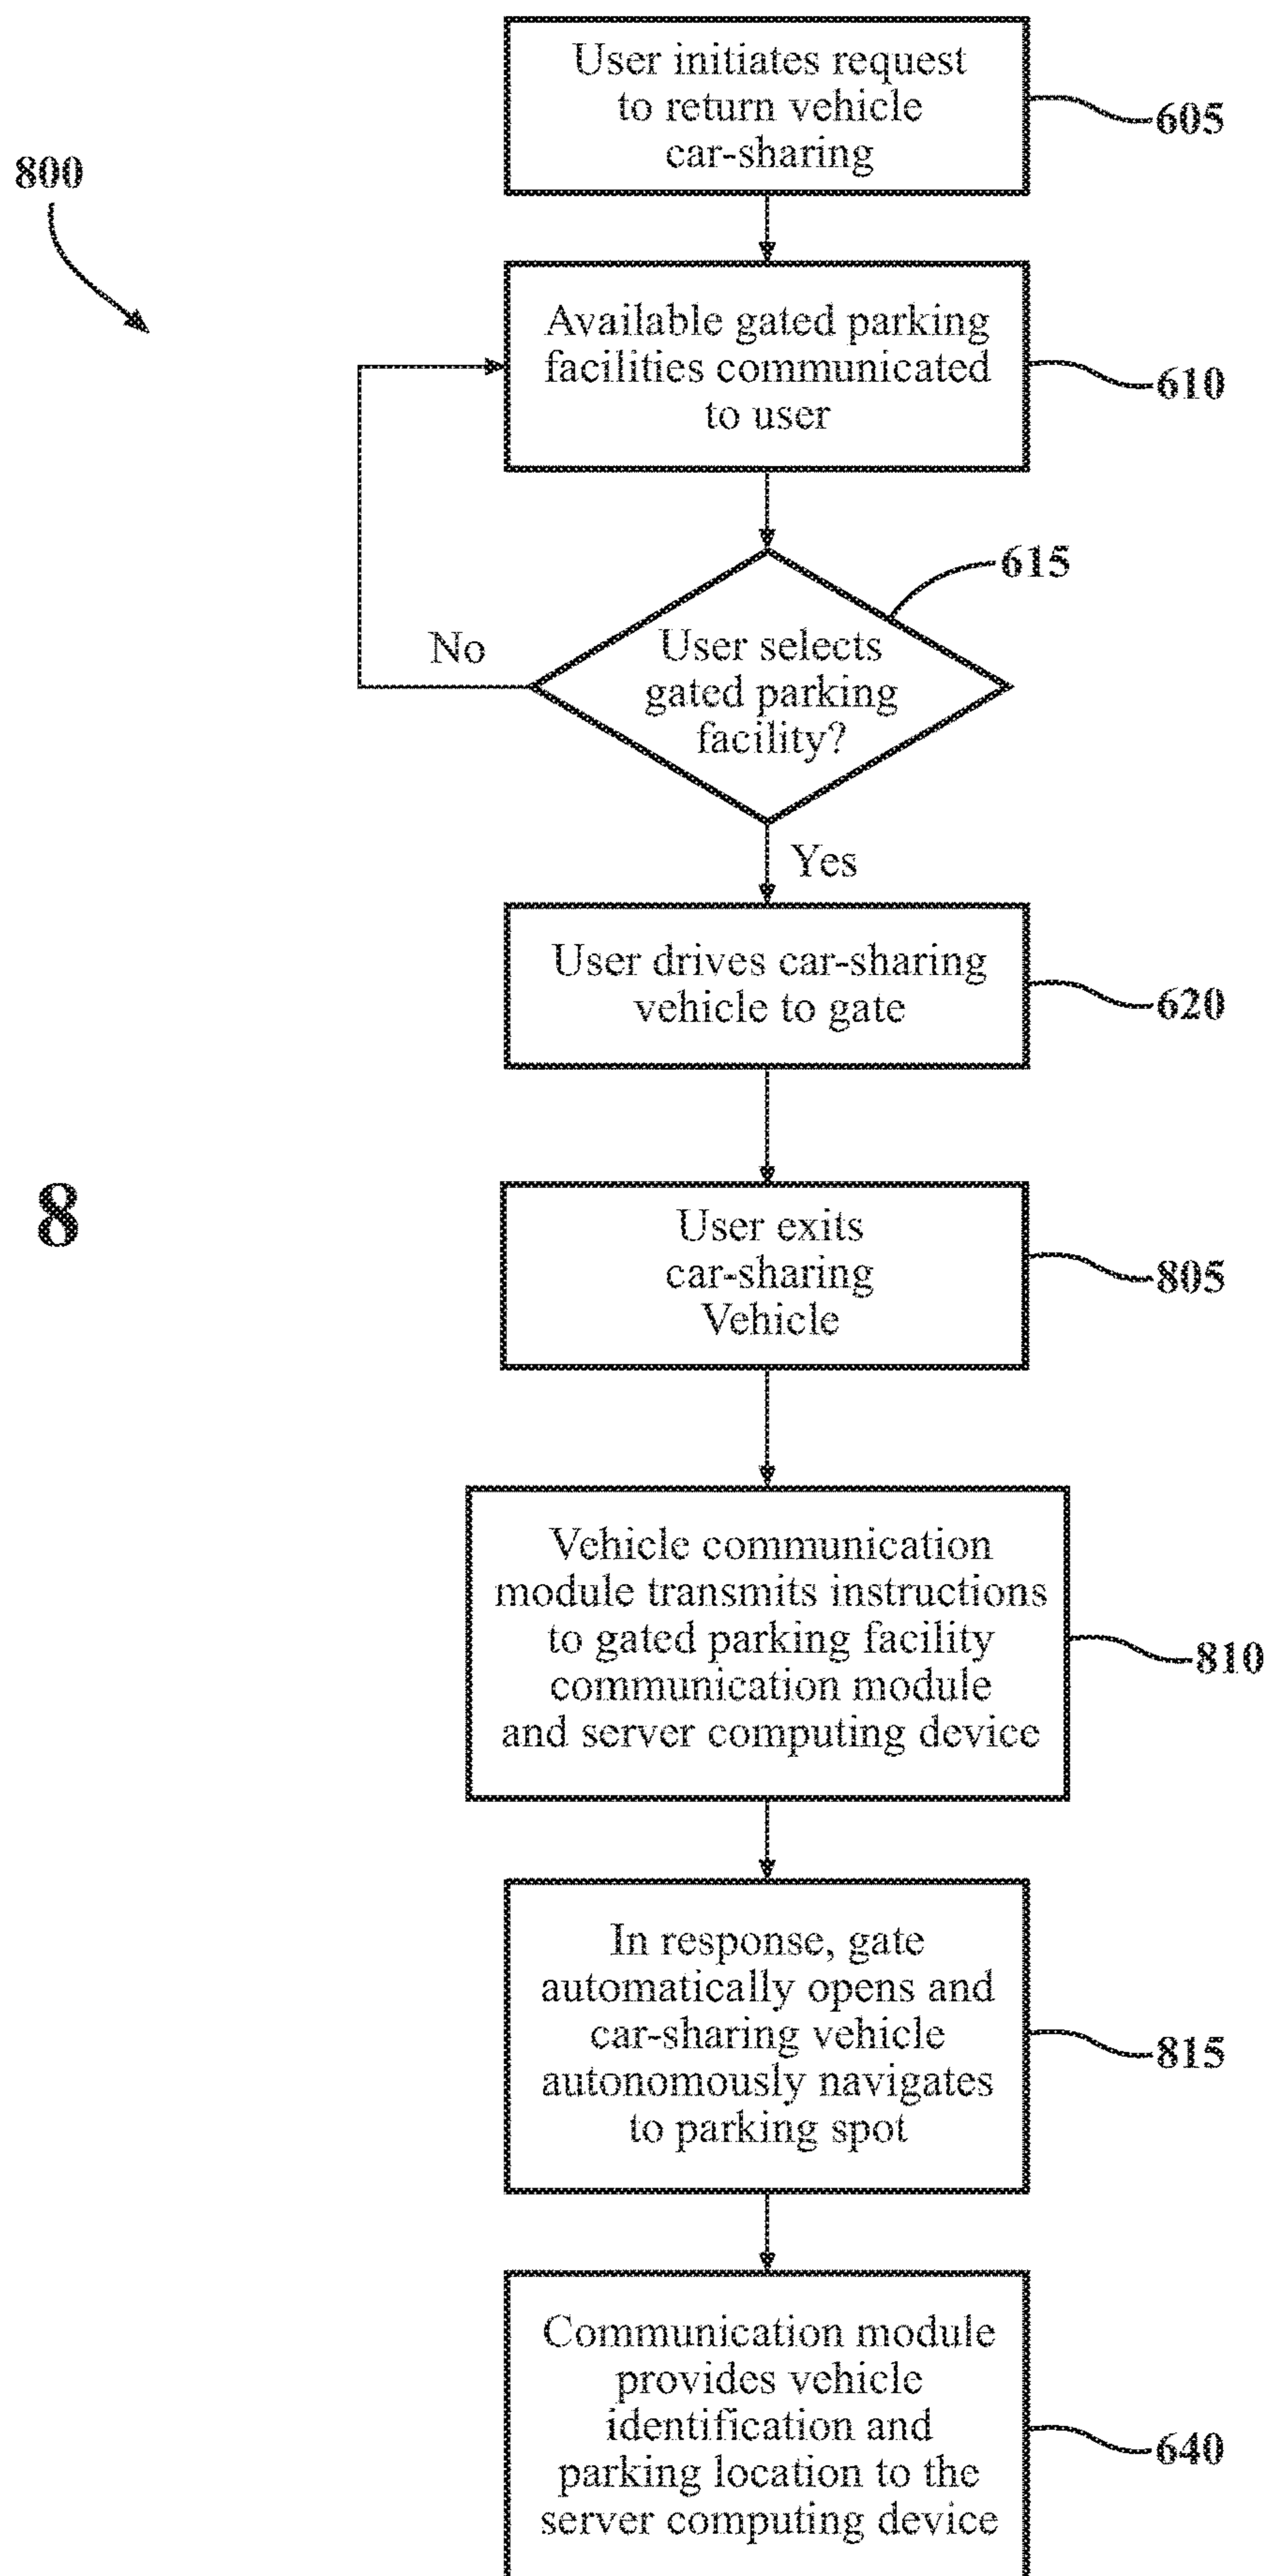 User initiates request
to return vehicle
car-sharing
605
800
Available gated parking
facilities communicated
to user
610
615
User selects
gated parking
facility?
No
Yes
User drives car-sharing
vehicle to gate
620
8
User exits
car-sharing
Vehicle
805
Vehicle communication
module transmits instructions
to gated parking facility
communication module
and server computing device
810
In response, gate
automatically opens and
car-sharing vehicle
autonomously navigates
to parking spot
815
Communication module
provides vehicle
identification and
parking location to the
server computing device
640